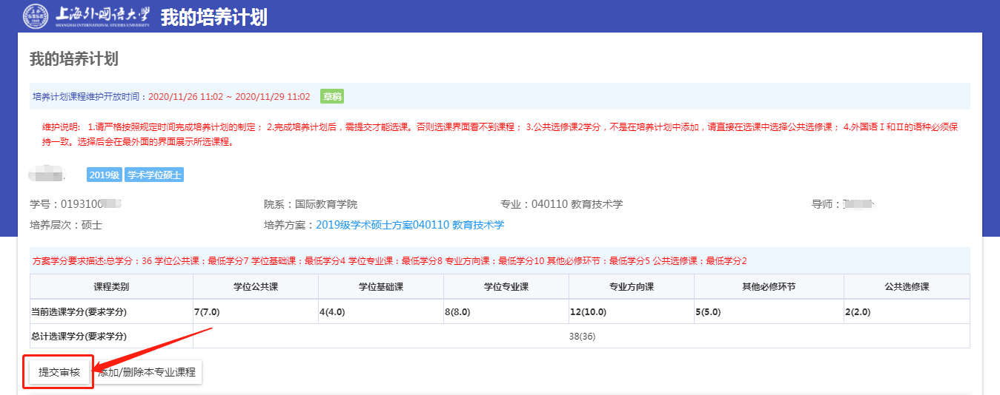 上海外国语大学 我的培养计划
SHANGHAI INTERNATIONAL STUDIES UNIVERSITY
我的培养计划
培养计划课程维护开放时间：2020/11/26 11:02 ~ 2020/11/29 11:02 草稿
维护说明: 1.请严格按照规定时间完成培养计划的制定； 2.完成培养计划后，需提交才能选课。否则选课界面看不到课程； 3.公共选修课2学分，不是在培养计划中添加，请直接在选课中选择公共选修课； 4.外国语Ⅰ和Ⅱ的语种必须保
持一致。选择后会在最外面的界面展示所选课程。
2019级 学术学位硕士
学号：0193100 院系：国际教育学院 专业：040110 教育技术学 导师：
培养层次：硕士 培养方案：2019级学术硕士方案040110 教育技术学
方案学分要求描述:总学分：36 学位公共课：最低学分7 学位基础课：最低学分4 学位专业课：最低学分8 专业方向课：最低学分10 其他必修环节：最低学分5 公共选修课：最低学分2
课程类别 学位公共课 学位基础课 学位专业课 专业方向课 其他必修环节 公共选修课
当前选课学分(要求学分) 7(7.0) 4(4.0) 8(8.0) 12(10.0) 5(5.0) 2(2.0)
总计选课学分(要求学分) 38(36)
提交审核 添加/删除本专业课程